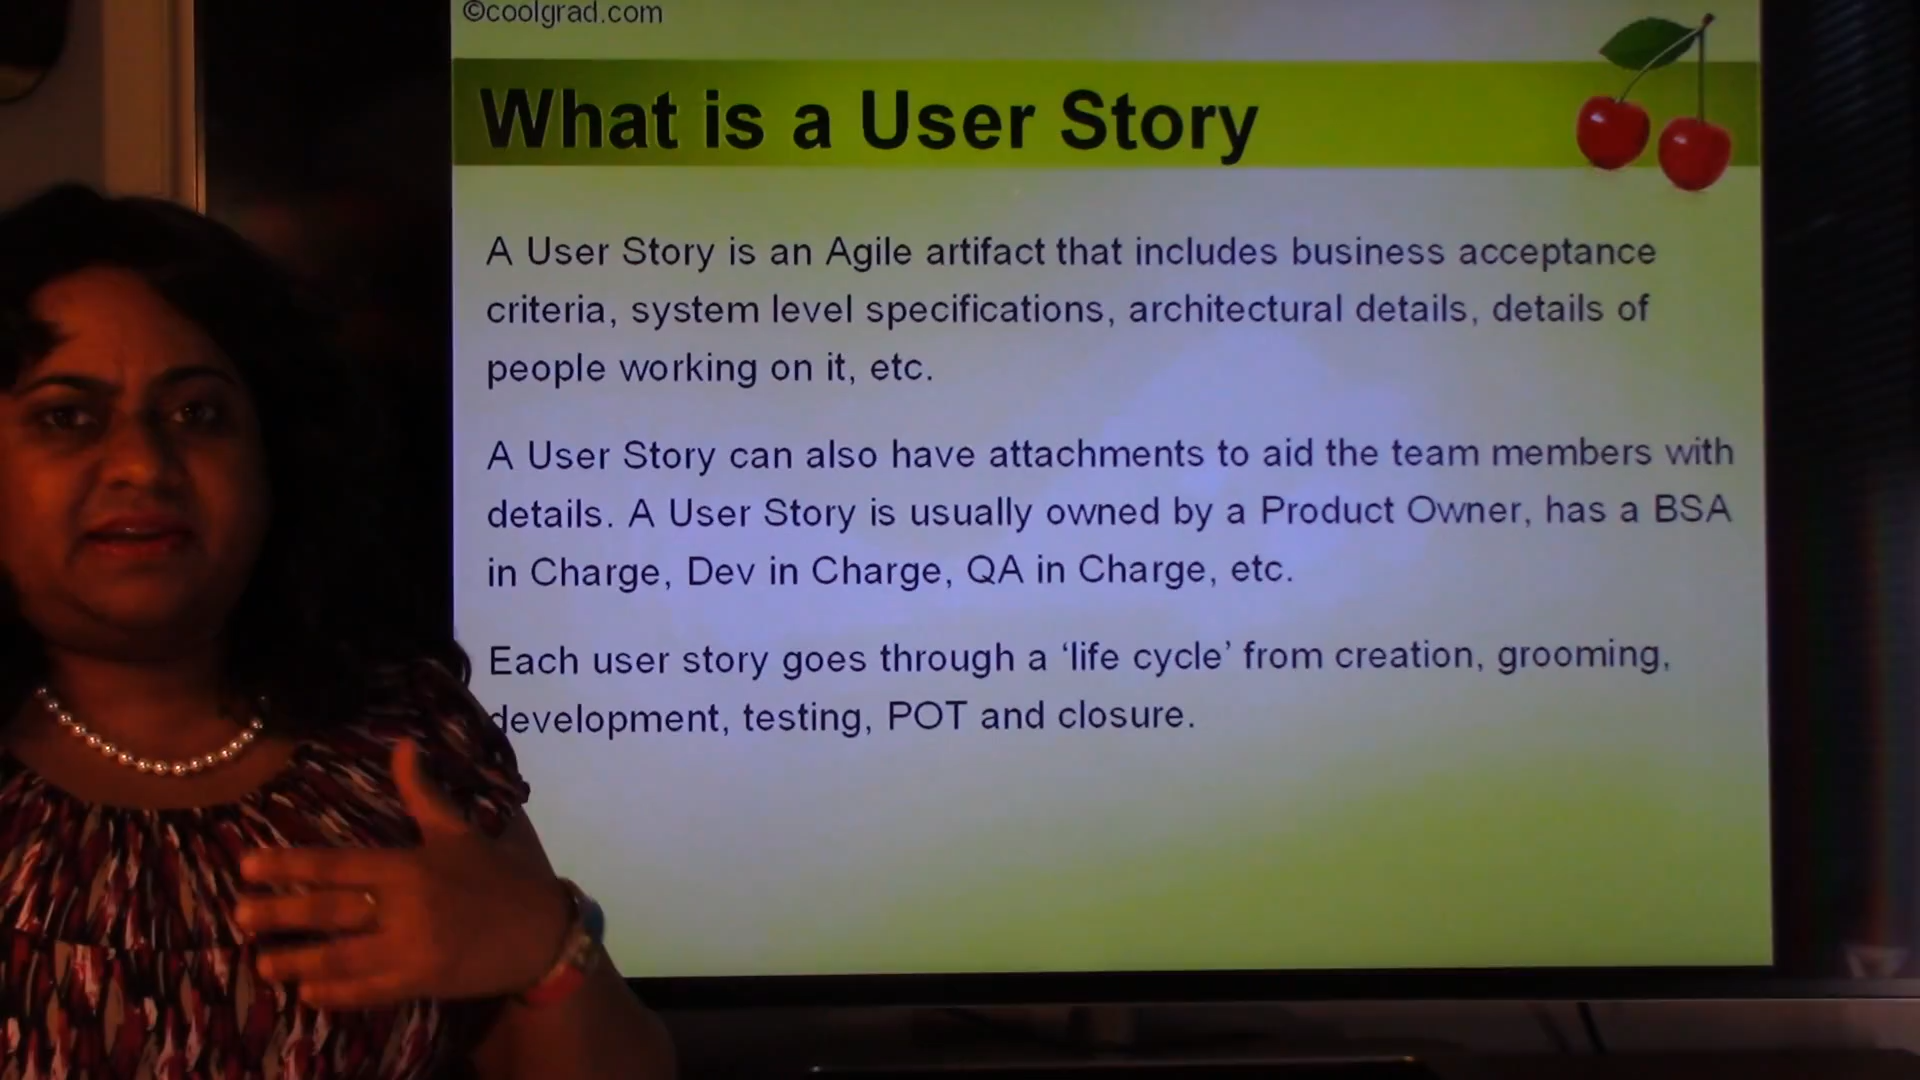 ©coolgrad.com
What is a User Story
A User Story is an Agile artifact that includes business acceptance
criteria, system level specifications, architectural details, details of
people working on it, etc.
A User Story can also have attachments to aid the team members with
details. A User Story is usually owned by a Product Owner, has a BSA
in Charge, Dev in Charge, QA in Charge, etc.
Each user story goes through a ‘life cycle’ from creation, grooming,
development, testing, POT and closure.